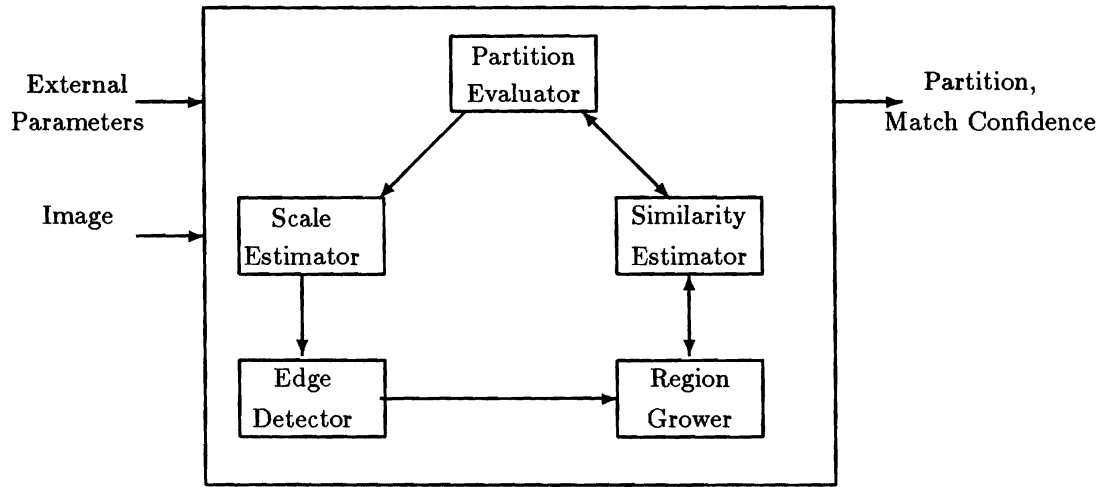 External
Parameters
Image
Partition
Evaluator
Scale
Estimator
Similarity
Estimator
Edge
Detector
Region
Grower
Partition,
Match Confidence